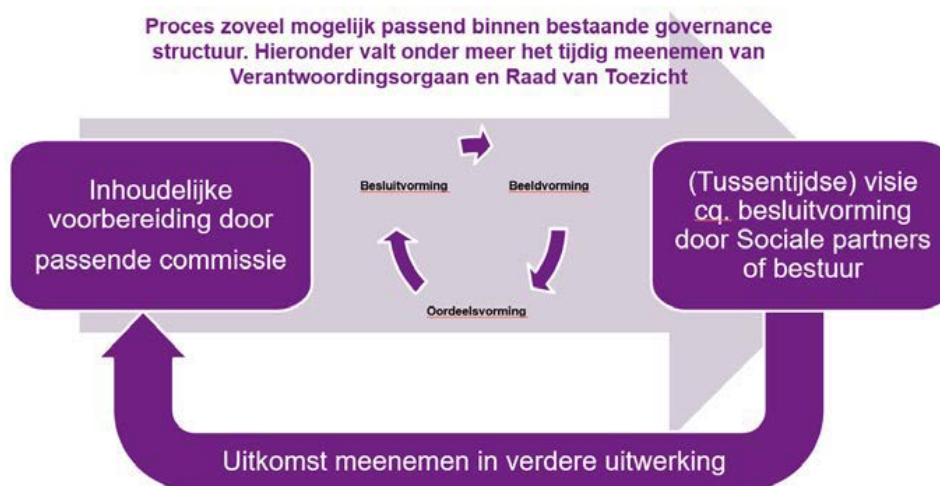 Proces zoveel mogelijk passend binnen bestaande governance
structuur. Hieronder valt onder meer het tijdig meenemen van
Verantwoordingsorgaan en Raad van Toezicht
Inhoudelijke
voorbereiding door
passende commissie
Besluitvorming
Beeldvorming
Oordeelsvorming
(Tussentijdse) visie
cq. besluitvorming
door Sociale partners
of bestuur
Uitkomst meenemen in verdere uitwerking